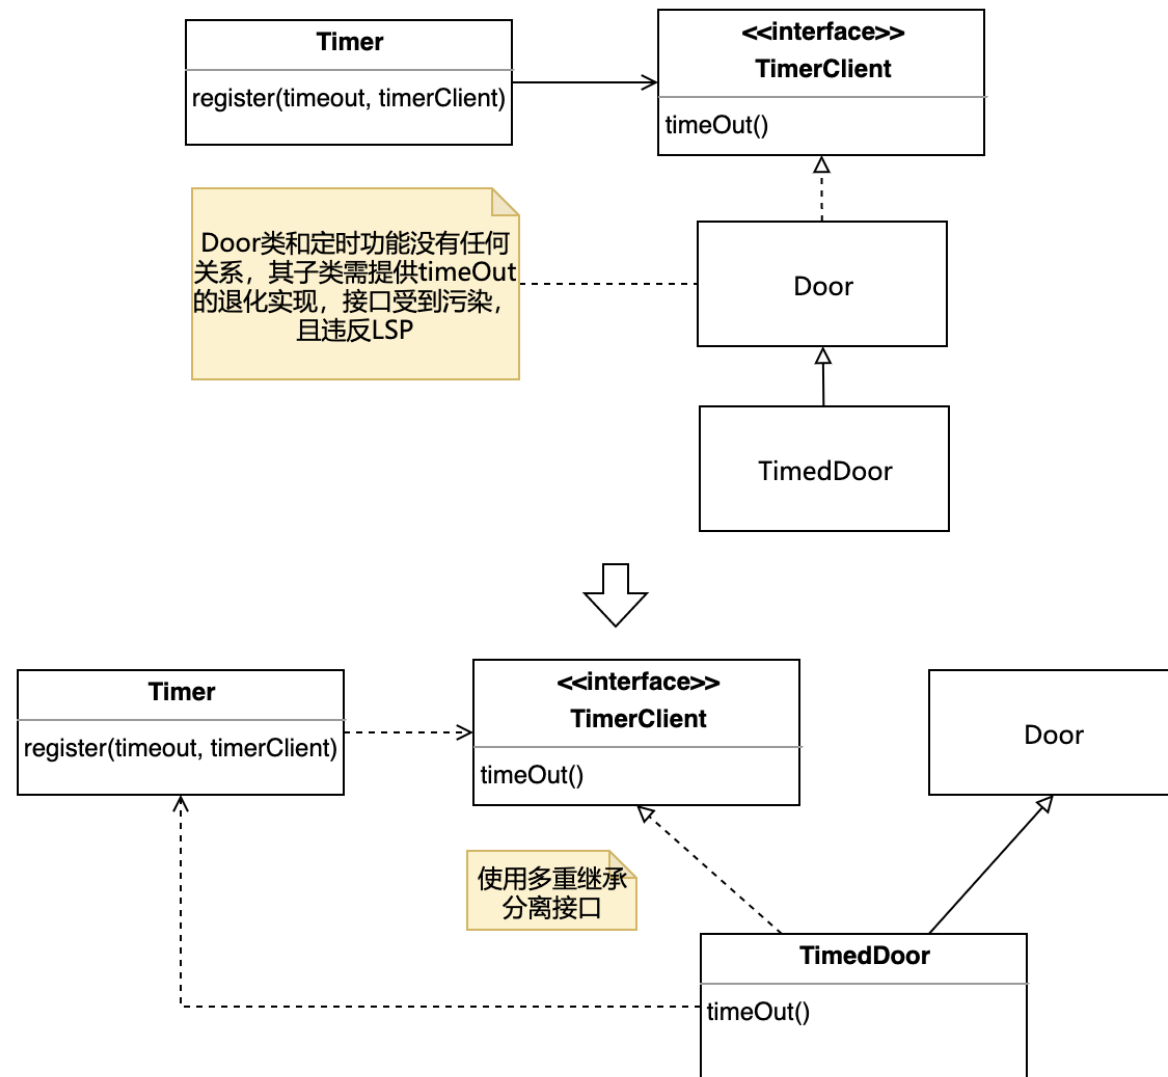 Timer
register(timeout, timerClient)
<<interface>>
TimerClient
timeOut()
Door类和定时功能没有任何
关系，其子类需提供timeOut
的退化实现，接口受到污染，
且违反LSP
Door
TimedDoor
Timer
register(timeout, timerClient)
<<interface>>
TimerClient
timeOut()
Door
使用多重继承
分离接口
TimedDoor
timeOut()